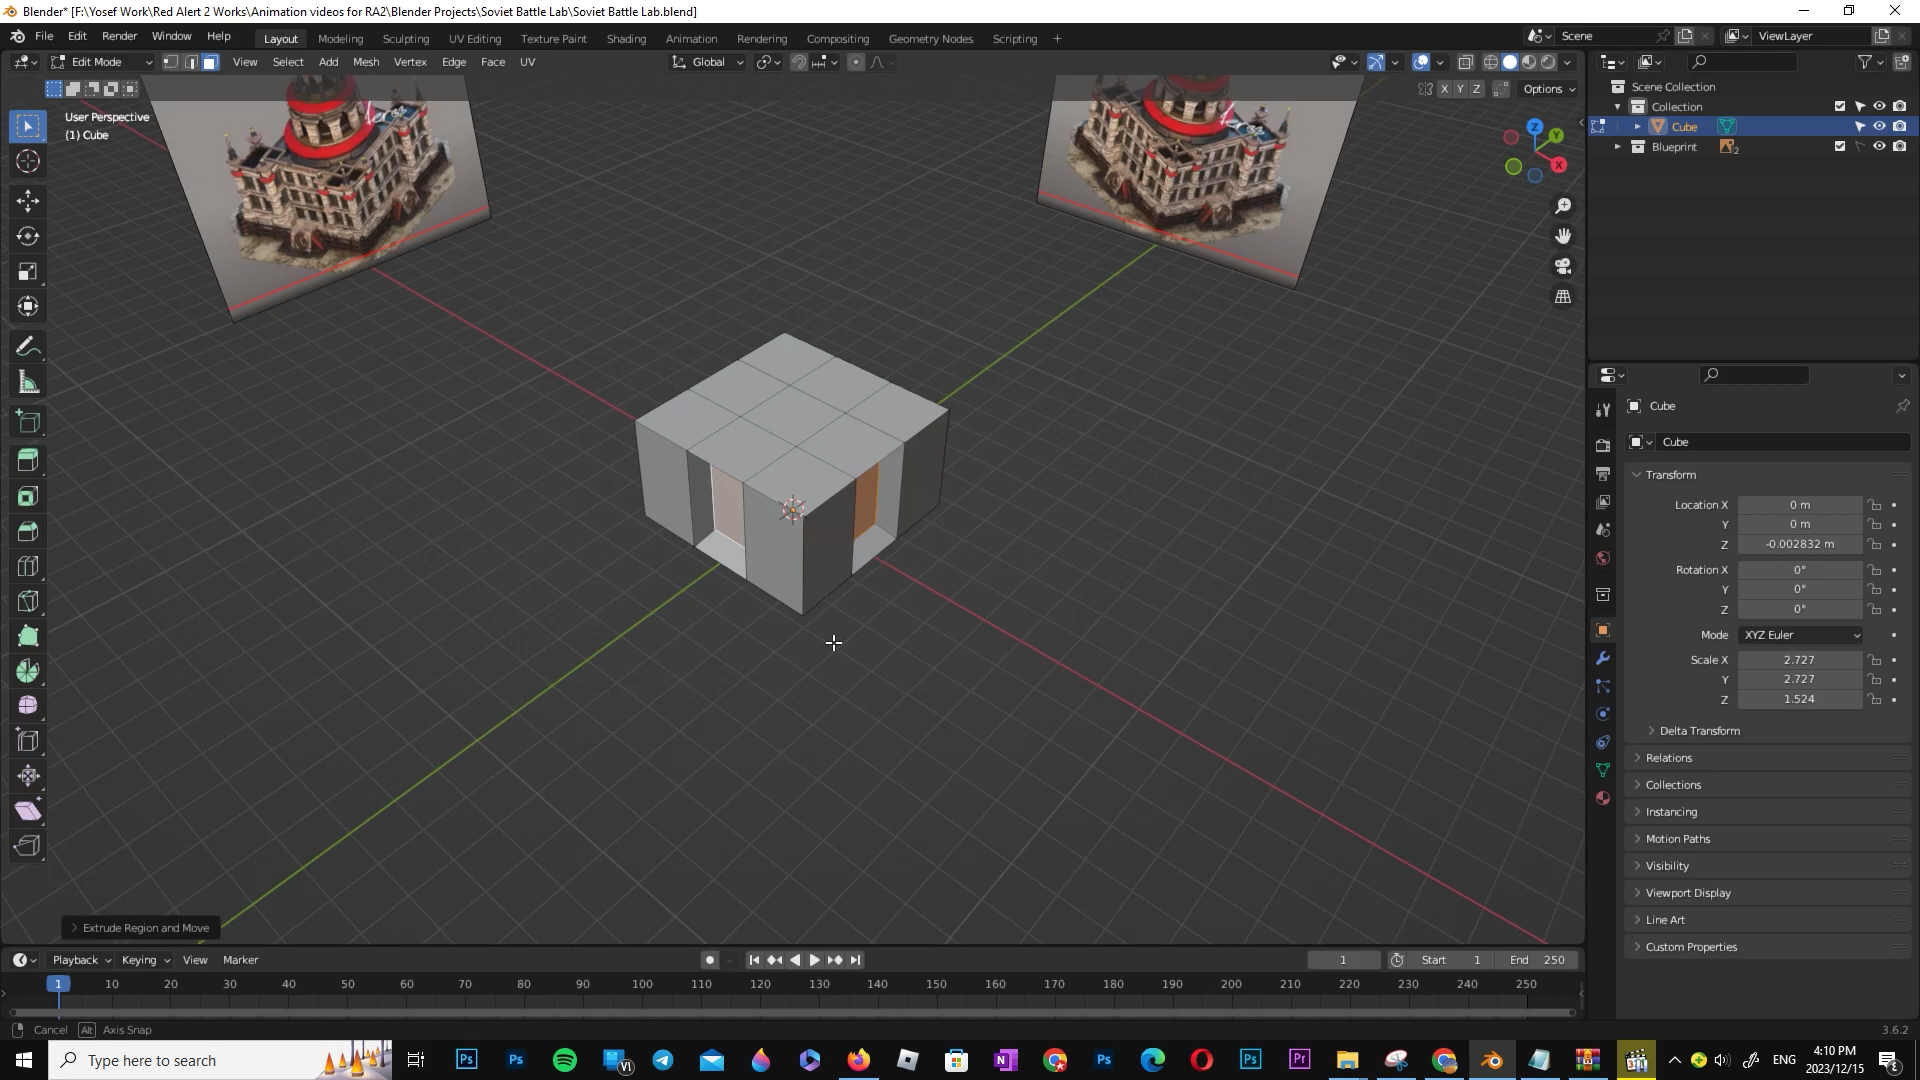 Blender* [F:\Yosef Work\Red Alert 2 Works\Animation videos for RA2\Blender Projects\Soviet Battle Lab\Soviet Battle Lab.blend]
File Edit Render Window Help Layout Modeling Sculpting UV Editing Texture Paint Shading Animation Rendering Compositing Geometry Nodes Scripting + Scene ViewLayer
Edit Mode View Select Add Mesh Vertex Edge Face UV Global
X Y Z Options
User Perspective
(1) Cube
Z Y X
Scene Collection
Collection
Cube
Blueprint 2
Cube
Cube
Transform
Location X 0 m
Y 0 m
Z -0.002832 m
Rotation X 0°
Y 0°
Z 0°
Mode XYZ Euler
Scale X 2.727
Y 2.727
Z 1.524
Delta Transform
Relations
Collections
Instancing
Motion Paths
Visibility
Viewport Display
Line Art
Custom Properties
Extrude Region and Move
Playback Keying View Marker 1 Start 1 End 250
1 10 20 30 40 50 60 70 80 90 100 110 120 130 140 150 160 170 180 190 200 210 220 230 240 250
Cancel Alt Axis Snap 3.6.2
Type here to search Ps Ps VI N Ps Ps Pr ENG 4:10 PM
2023/12/15